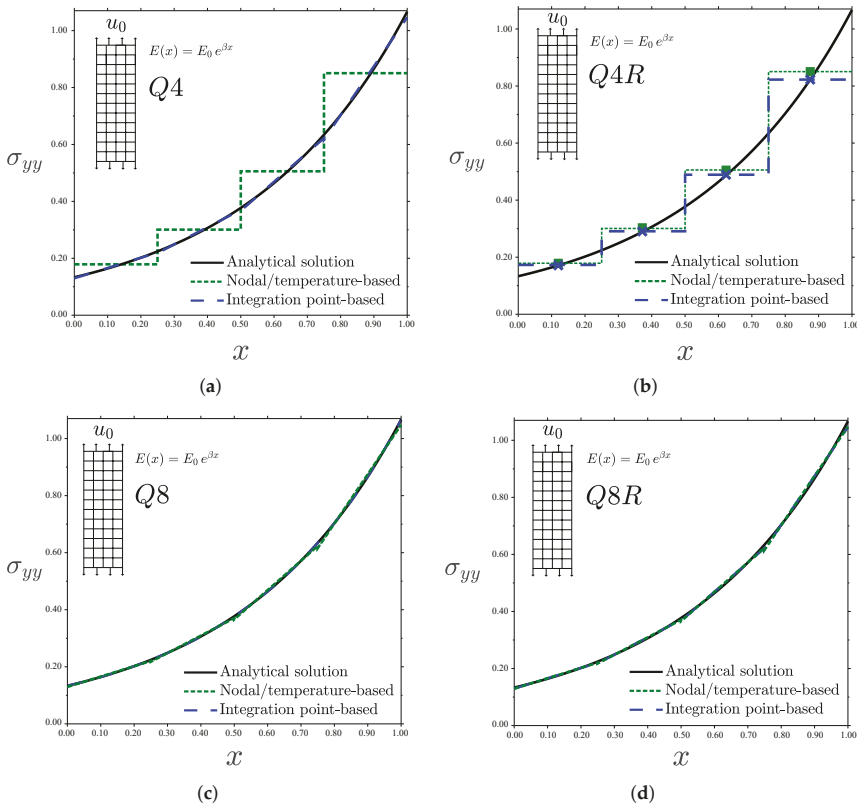 u₀
E(x) = E₀ e^{βx}
Q4
σ_yy
1.00
0.80
0.60
0.40
0.20
0.00
Analytical solution
Nodal/temperature-based
Integration point-based
0.00 0.10 0.20 0.30 0.40 0.50 0.60 0.70 0.80 0.90 1.00
x
(a)
u₀
E(x) = E₀ e^{βx}
Q4R
σ_yy
1.00
0.80
0.60
0.40
0.20
0.00
Analytical solution
Nodal/temperature-based
Integration point-based
0.00 0.10 0.20 0.30 0.40 0.50 0.60 0.70 0.80 0.90 1.00
x
(b)
u₀
E(x) = E₀ e^{βx}
Q8
σ_yy
1.00
0.80
0.60
0.40
0.20
0.00
Analytical solution
Nodal/temperature-based
Integration point-based
0.00 0.10 0.20 0.30 0.40 0.50 0.60 0.70 0.80 0.90 1.00
x
(c)
u₀
E(x) = E₀ e^{βx}
Q8R
σ_yy
1.00
0.80
0.60
0.40
0.20
0.00
Analytical solution
Nodal/temperature-based
Integration point-based
0.00 0.10 0.20 0.30 0.40 0.50 0.60 0.70 0.80 0.90 1.00
x
(d)